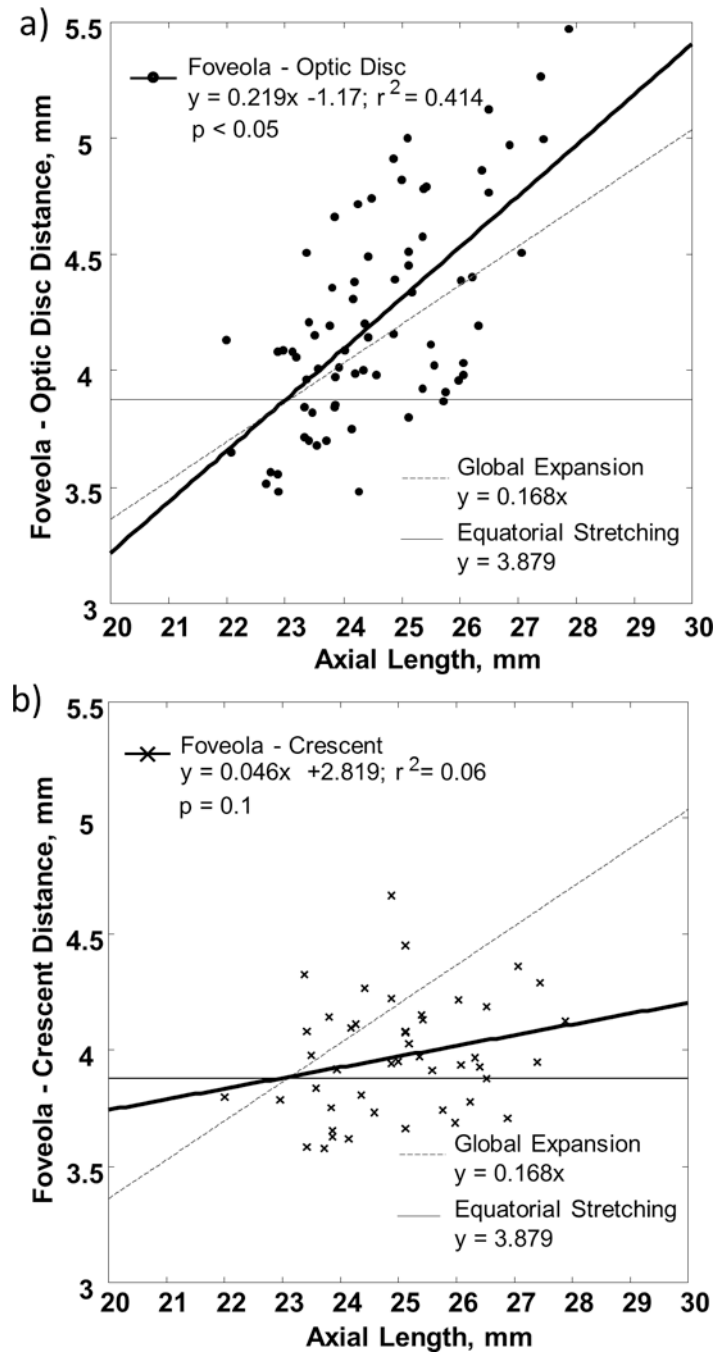 a)
5.5
5
4.5
4
3.5
3
Foveola - Optic Disc Distance, mm
Foveola - Optic Disc
y = 0.219x -1.17; r² = 0.414
p < 0.05
Global Expansion
y = 0.168x
Equatorial Stretching
y = 3.879
20 21 22 23 24 25 26 27 28 29 30
Axial Length, mm
b)
5.5
5
4.5
4
3.5
3
Foveola - Crescent Distance, mm
Foveola - Crescent
y = 0.046x +2.819; r² = 0.06
p = 0.1
Global Expansion
y = 0.168x
Equatorial Stretching
y = 3.879
20 21 22 23 24 25 26 27 28 29 30
Axial Length, mm